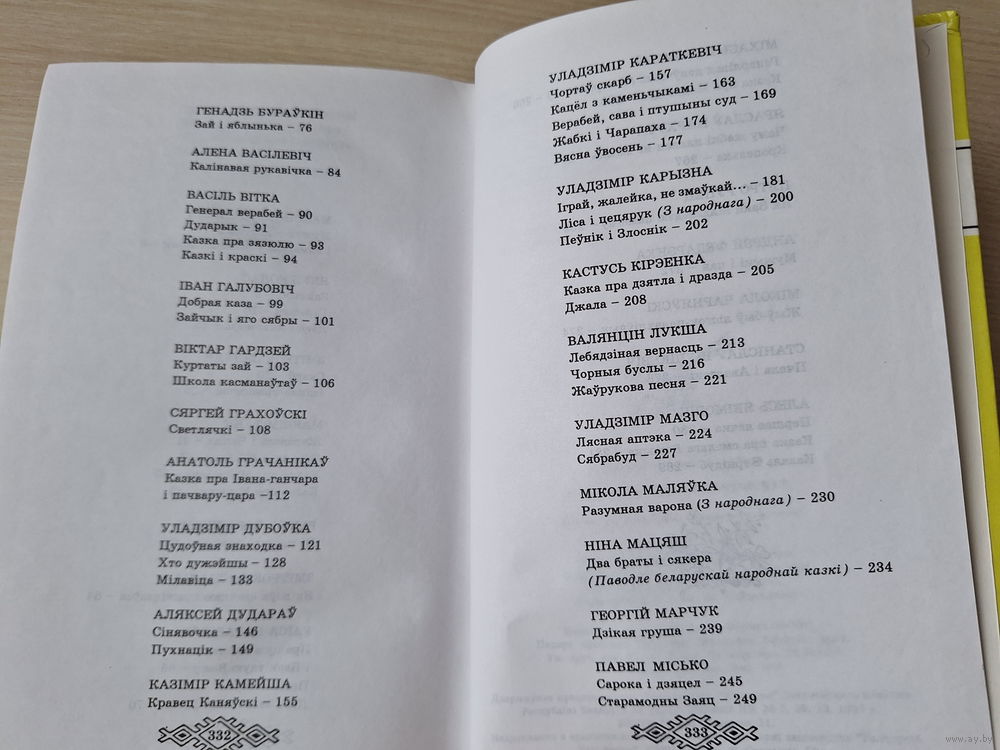 ГЕНАДЗЬ БУРАЎКІН
Зай і яблынька – 76
АЛЕНА ВАСІЛЕВІЧ
Калінавая рукавічка – 84
ВАСІЛЬ ВІТКА
Генерал верабей – 90
Дударык – 91
Казка пра зязюлю – 93
Казкі і краскі – 94
ІВАН ГАЛУБОВІЧ
Добрая каза – 99
Зайчык і яго сябры – 101
ВІКТАР ГАРДЗЕЙ
Куртаты зай – 103
Школа касманаўтаў – 106
СЯРГЕЙ ГРАХОЎСКІ
Светлячкі – 108
АНАТОЛЬ ГРАЧАНІКАЎ
Казка пра Івана-ганчара
і пачвару-цара –112
УЛАДЗІМІР ДУБОЎКА
Цудоўная знаходка – 121
Хто дужэйшы – 128
Мілавіца – 133
АЛЯКСЕЙ ДУДАРАЎ
Сінявочка – 146
Пухнацік – 149
КАЗІМІР КАМЕЙША
Кравец Каняўскі – 155
332
УЛАДЗІМІР КАРАТКЕВІЧ
Чортаў скарб – 157
Кацёл з каменьчыкамі – 163
Верабей, сава і птушыны суд – 169
Жабкі і Чарапаха – 174
Вясна ўвосень – 177
УЛАДЗІМІР КАРЫЗНА
Іграй, жалейка, не змаўкай... – 181
Ліса і цецярук (З народнага) – 200
Пеўнік і Злоснік – 202
КАСТУСЬ КІРЭЕНКА
Казка пра дзятла і дразда – 205
Джала – 208
ВАЛЯНЦІН ЛУКША
Лебядзіная вернасць – 213
Чорныя буслы – 216
Жаўрукова песня – 221
УЛАДЗІМІР МАЗГО
Лясная аптэка – 224
Сябрабуд – 227
МІКОЛА МАЛЯЎКА
Разумная варона (З народнага) – 230
НІНА МАЦЯШ
Два браты і сякера
(Паводле беларускай народнай казкі) – 234
ГЕОРГІЙ МАРЧУК
Дзікая груша – 239
ПАВЕЛ МІСЬКО
Сарока і дзяцел – 245
Старамодны Заяц – 249
333
www.ay.by